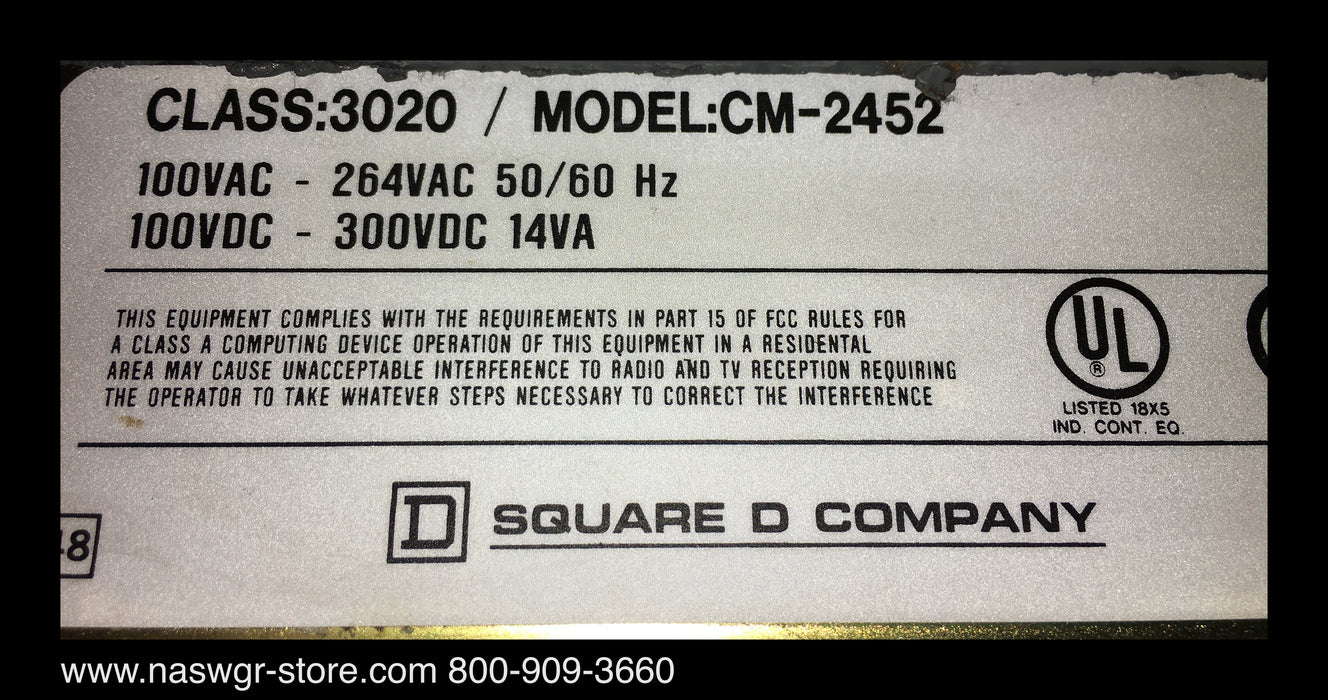 CLASS:3020 / MODEL:CM-2452
100VAC - 264VAC 50/60 Hz
100VDC - 300VDC 14VA
THIS EQUIPMENT COMPLIES WITH THE REQUIREMENTS IN PART 15 OF FCC RULES FOR
A CLASS A COMPUTING DEVICE OPERATION OF THIS EQUIPMENT IN A RESIDENTAL
AREA MAY CAUSE UNACCEPTABLE INTERFERENCE TO RADIO AND TV RECEPTION REQUIRING
THE OPERATOR TO TAKE WHATEVER STEPS NECESSARY TO CORRECT THE INTERFERENCE
UL
®
LISTED 18X5
IND. CONT. EQ.
D SQUARE D COMPANY
8
www.naswgr-store.com 800-909-3660